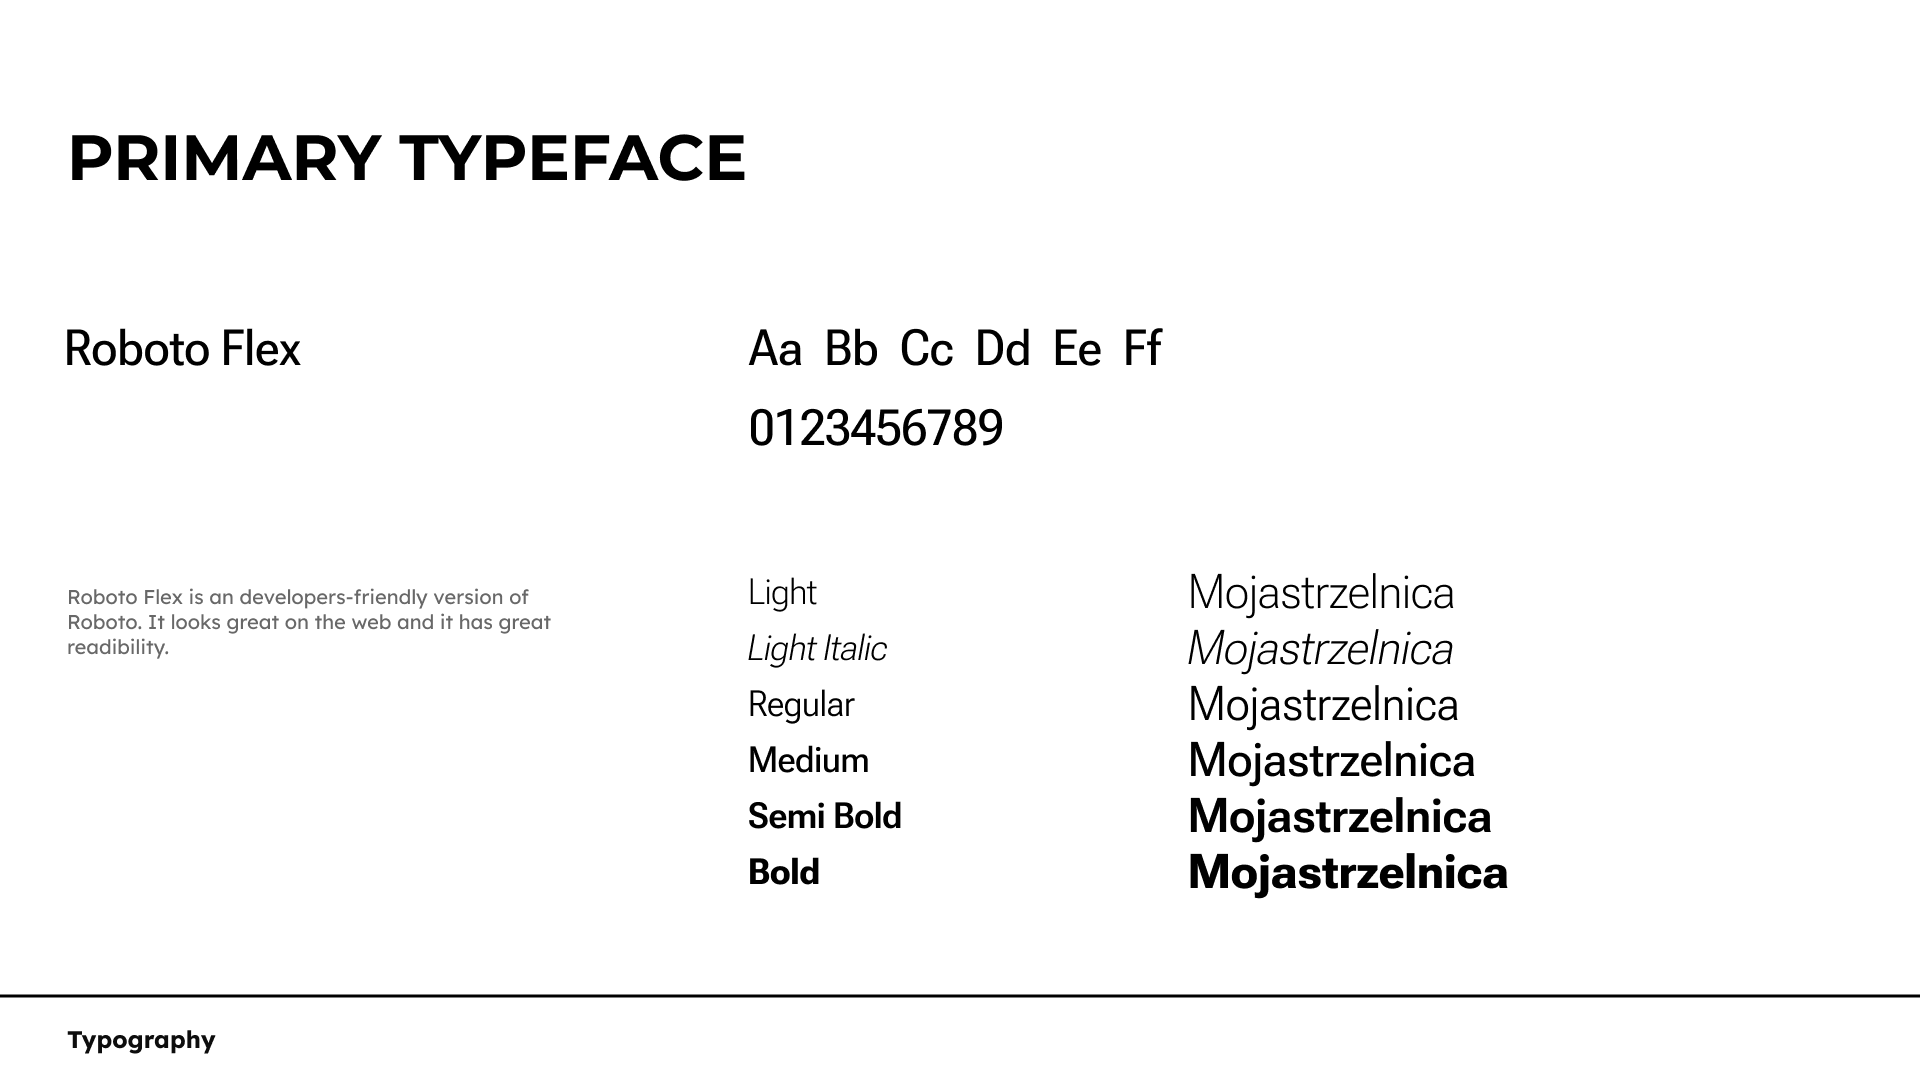 PRIMARY TYPEFACE
Roboto Flex
Aa Bb Cc Dd Ee Ff
0123456789
Roboto Flex is an developers-friendly version of
Roboto. It looks great on the web and it has great
readibility.
Light Mojastrzelnica
Light Italic Mojastrzelnica
Regular Mojastrzelnica
Medium Mojastrzelnica
Semi Bold Mojastrzelnica
Bold Mojastrzelnica
Typography